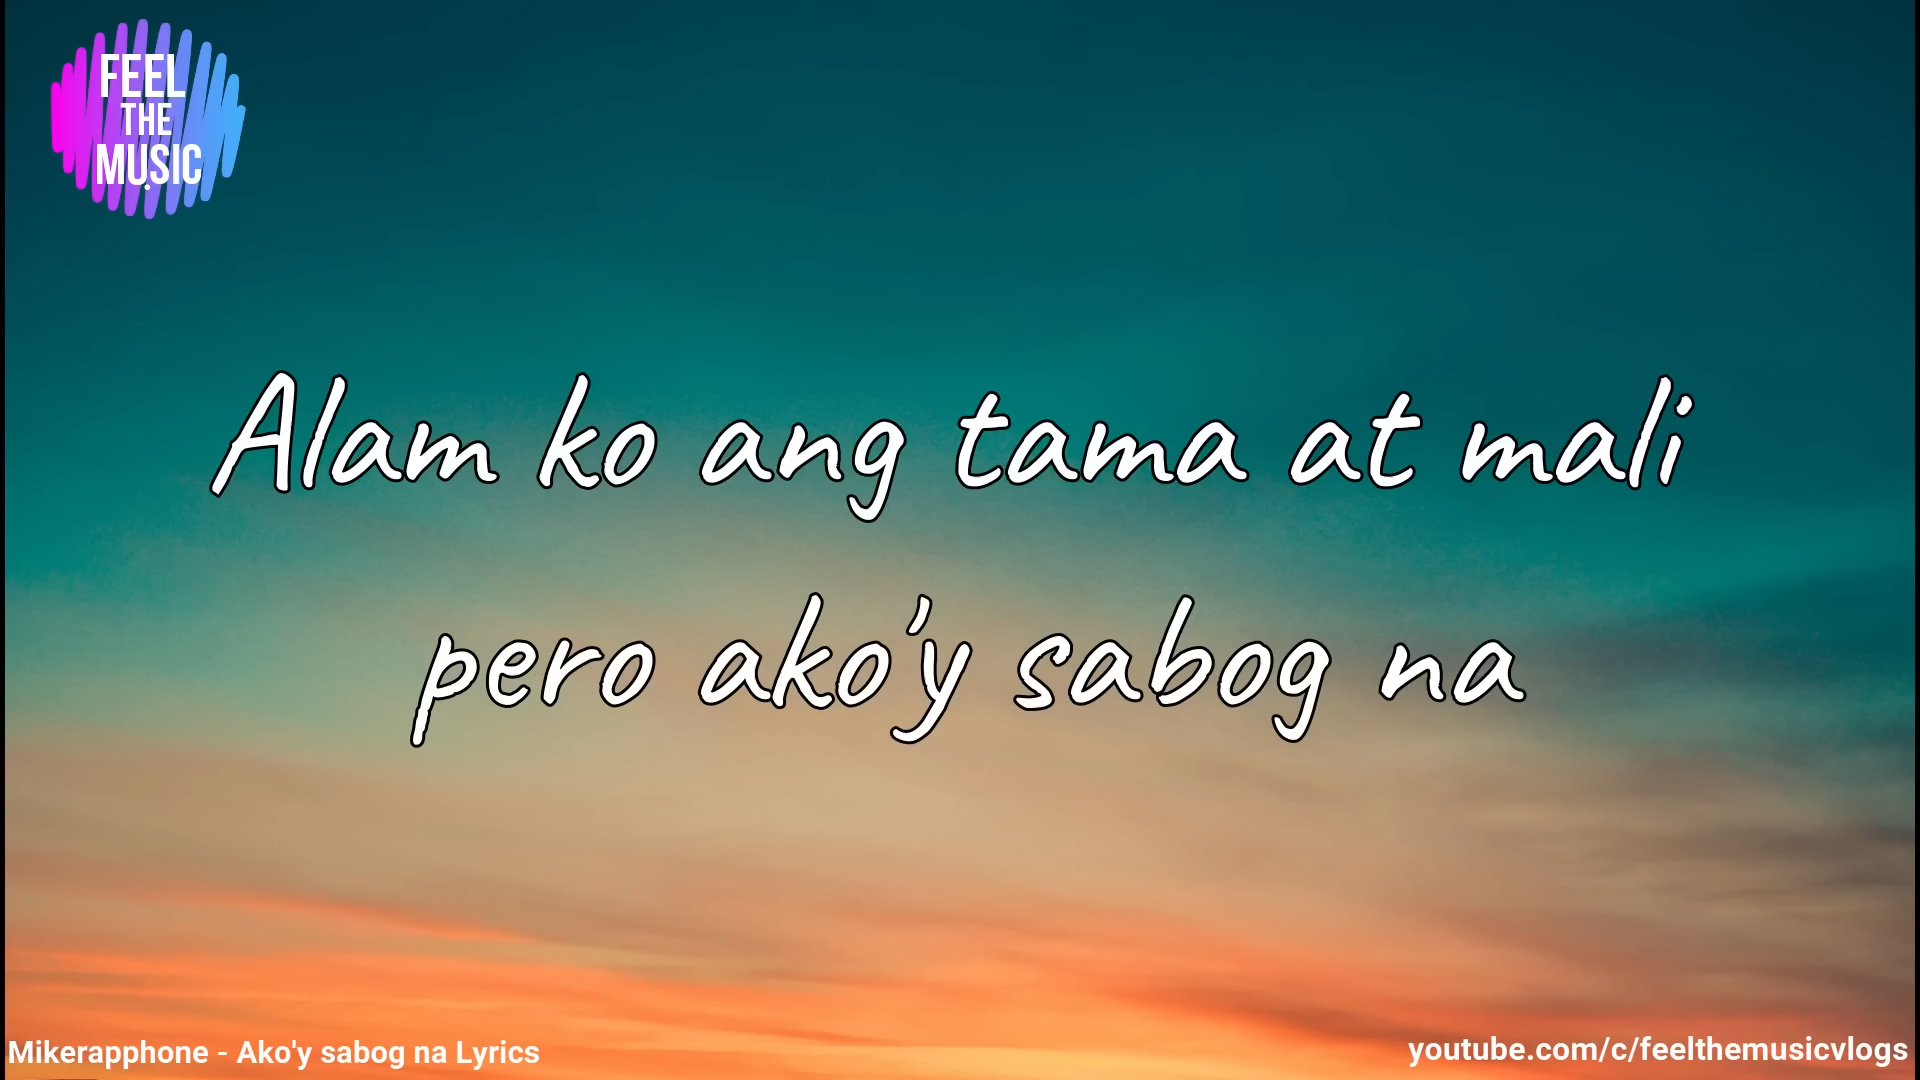 FEEL
THE
MUSIC
Alam ko ang tama at mali
pero ako'y sabog na
Mikerapphone - Ako'y sabog na Lyrics
youtube.com/c/feelthemusicvlogs